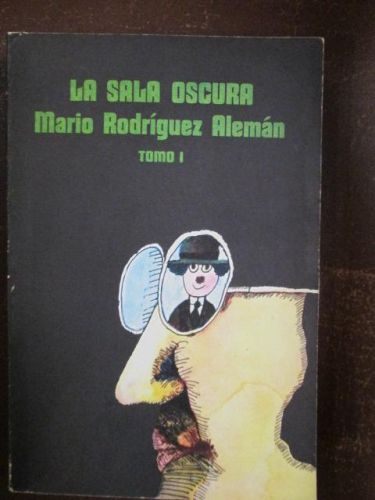 LA SALA OSCURA
Mario Rodríguez Alemán
TOMO I